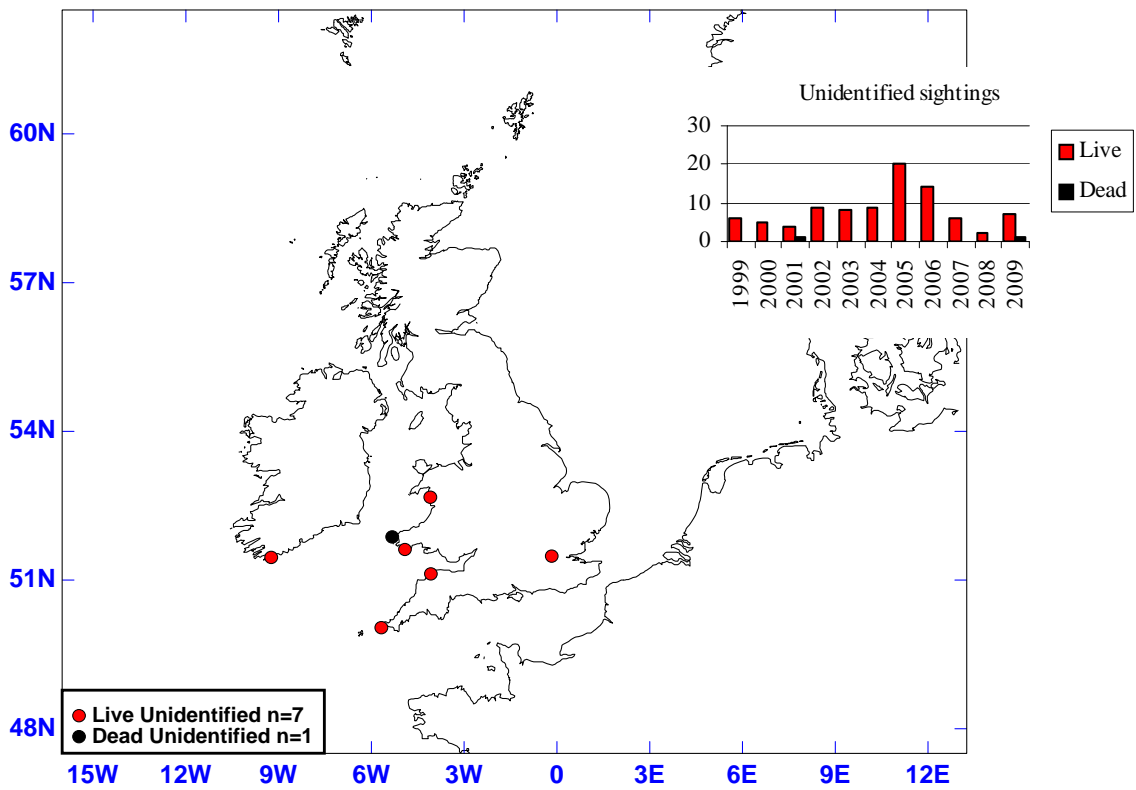 Unidentified sightings
30
20
10
0
1999
2000
2001
2002
2003
2004
2005
2006
2007
2008
2009
Live
Dead
60N
57N
54N
51N
48N
Live Unidentified n=7
Dead Unidentified n=1
15W 12W 9W 6W 3W 0 3E 6E 9E 12E